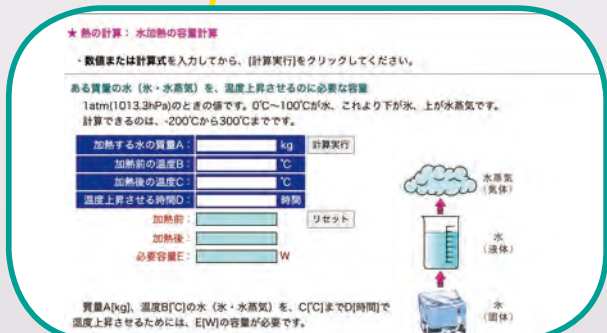 ★ 熱の計算： 水加熱の容量計算
・数値または計算式を入力してから、[計算実行]をクリックしてください。
ある質量の水（氷・水蒸気）を、温度上昇させるのに必要な容量
1atm(1013.3hPa)のときの値です。0℃～100℃が水、これより下が氷、上が水蒸気です。
計算できるのは、-200℃から300℃までです。
加熱する水の質量A： kg 計算実行
加熱前の温度B： ℃
加熱後の温度C： ℃
温度上昇させる時間D： 時間
加熱前： リセット
加熱後：
必要容量E： W
水蒸気
（気体）
水
（液体）
氷
（固体）
質量A[kg]、温度B[℃]の水（氷・水蒸気）を、C[℃]までD[時間]で
温度上昇させるためには、E[W]の容量が必要です。